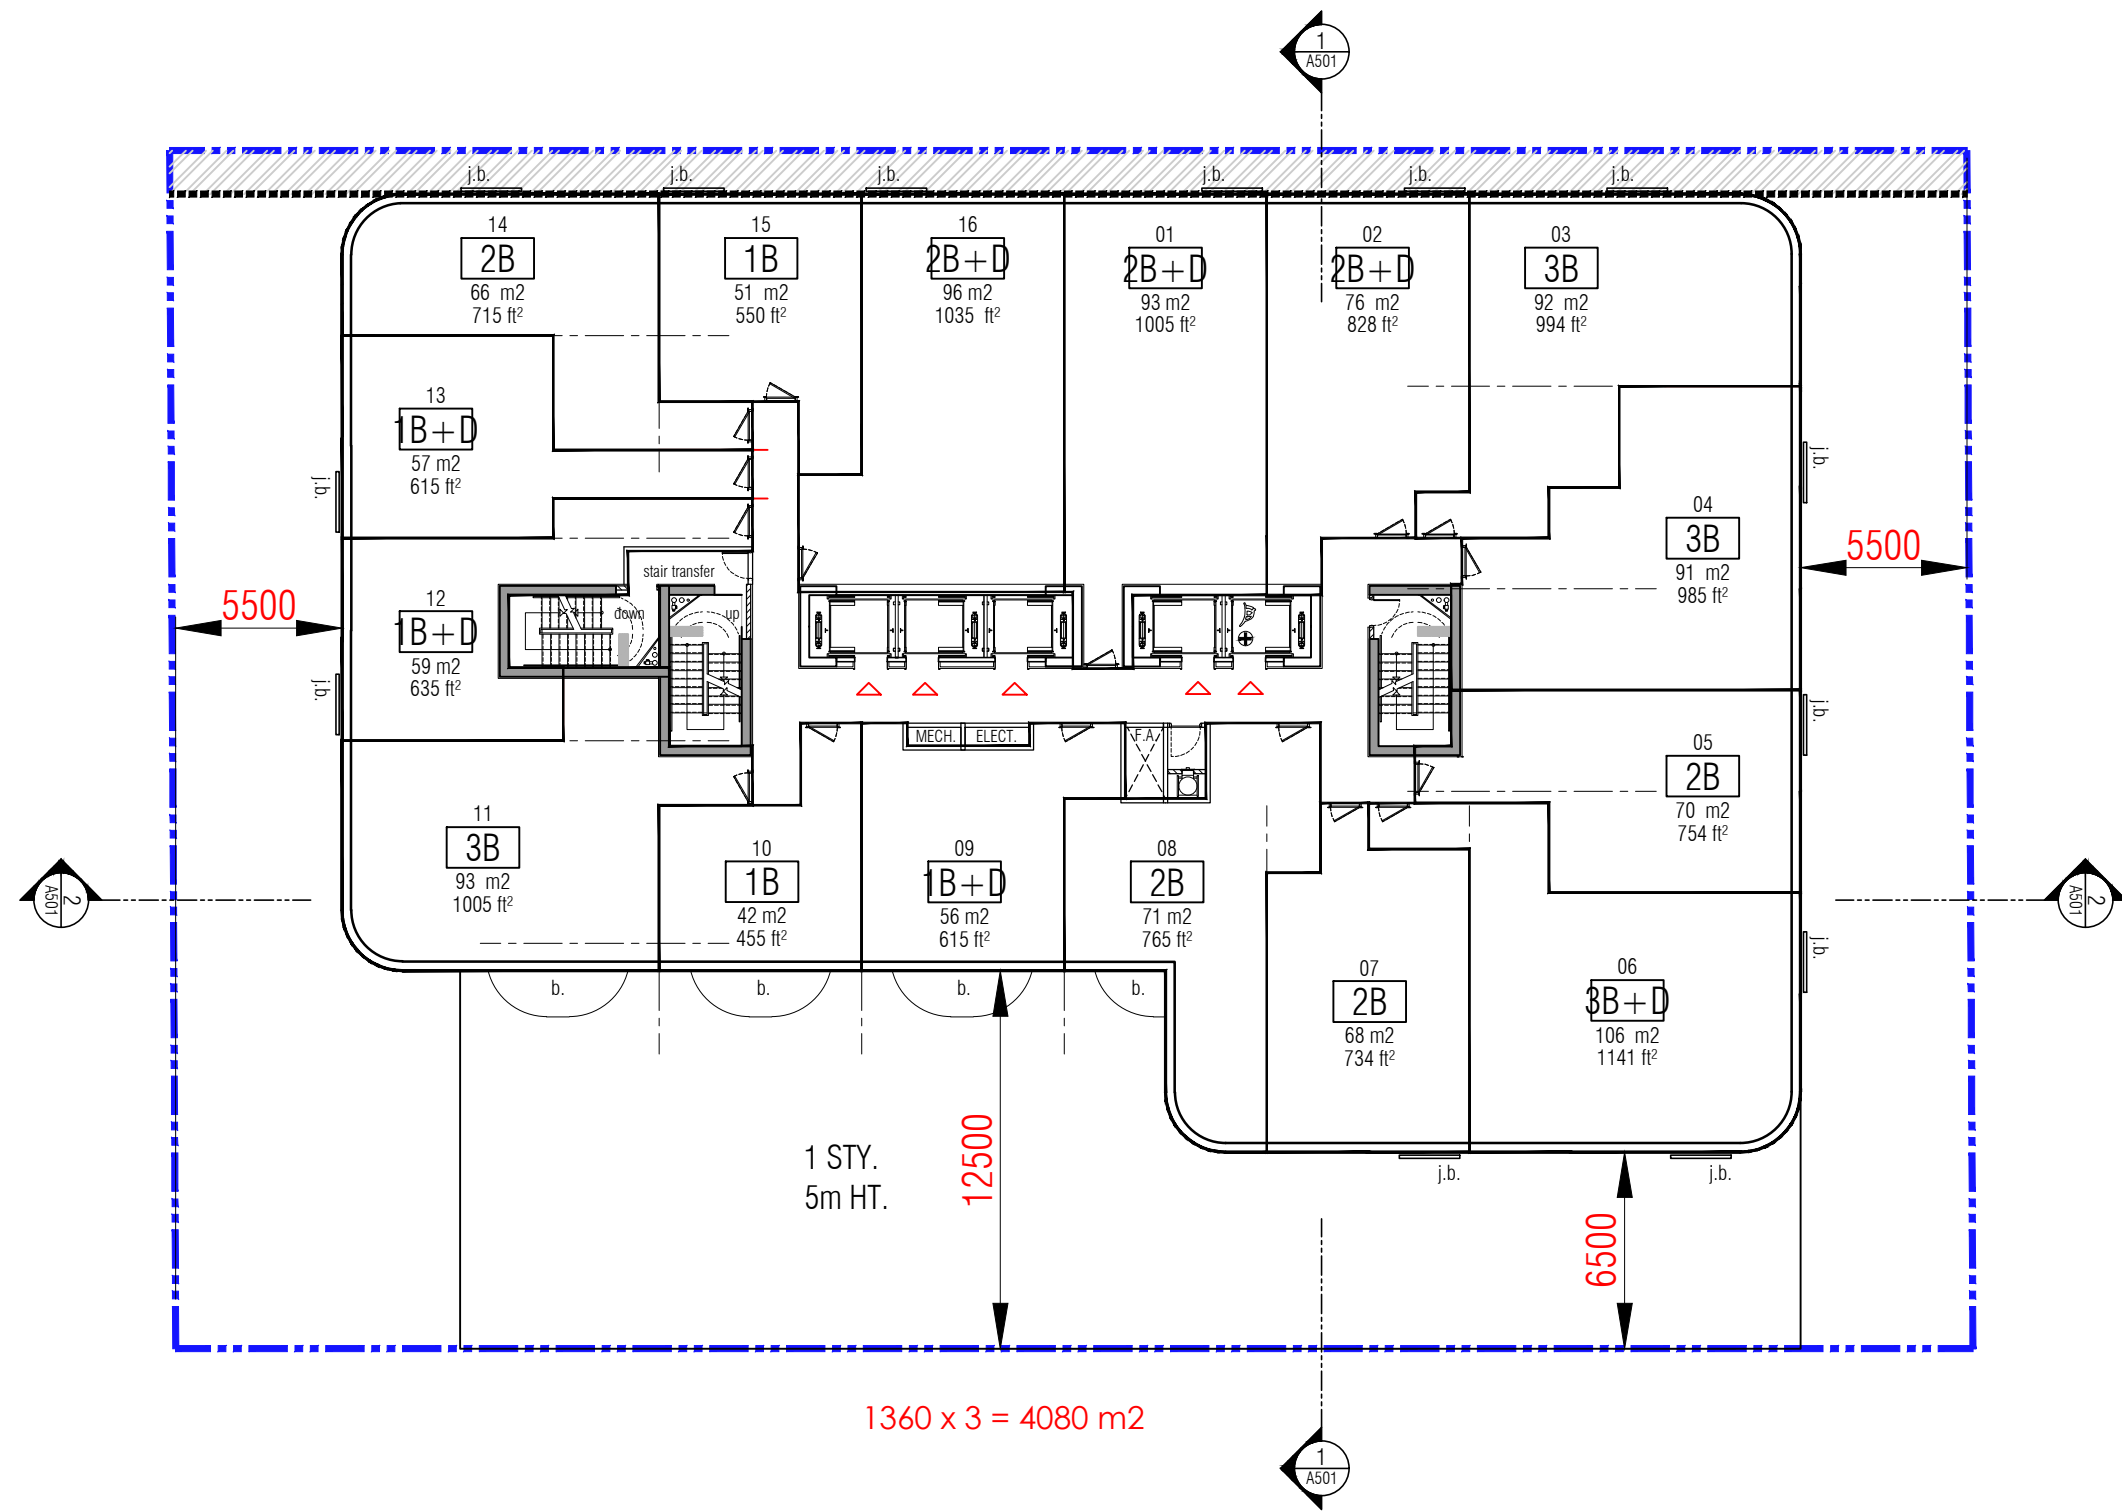 1
A501
j.b.
j.b.
j.b.
j.b.
j.b.
j.b.
14
2B
66 m2
715 ft²
15
1B
51 m2
550 ft²
16
2B+D
96 m2
1035 ft²
01
2B+D
93 m2
1005 ft²
02
2B+D
76 m2
828 ft²
03
3B
92 m2
994 ft²
13
1B+D
57 m2
615 ft²
j.b.
j.b.
04
3B
91 m2
985 ft²
5500
5500
stair transfer
down
up
12
1B+D
59 m2
635 ft²
j.b.
j.b.
MECH.
ELECT.
F.A.
05
2B
70 m2
754 ft²
11
3B
93 m2
1005 ft²
10
1B
42 m2
455 ft²
09
1B+D
56 m2
615 ft²
08
2B
71 m2
765 ft²
2
A501
2
A501
j.b.
07
2B
68 m2
734 ft²
06
3B+D
106 m2
1141 ft²
b.
b.
b.
b.
1 STY.
5m HT.
12500
j.b.
j.b.
6500
1360 x 3 = 4080 m2
1
A501